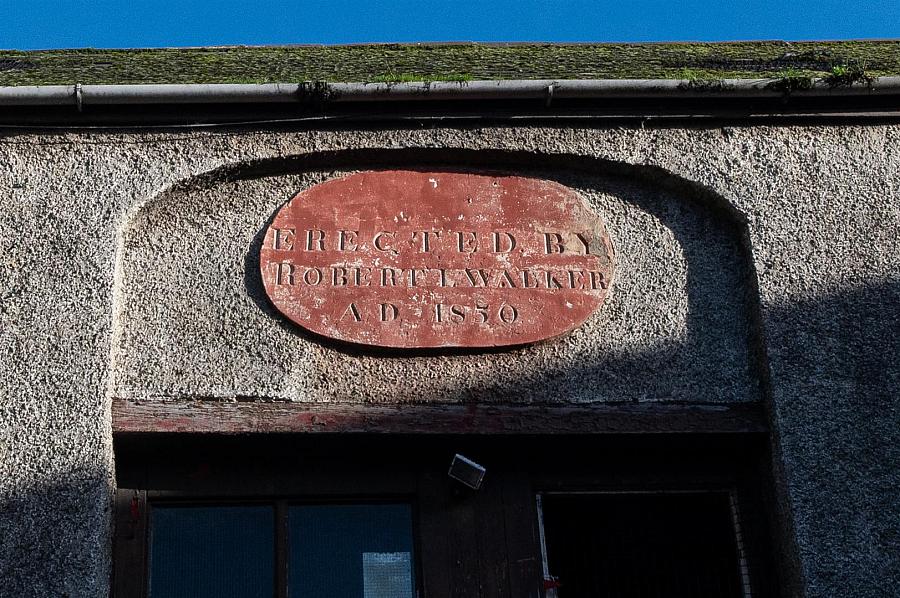 ERECTED BY
ROBERT I. WALKER
A D 1850